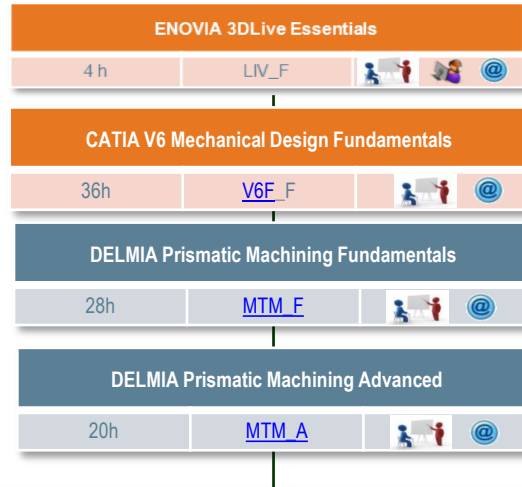 ENOVIA 3DLive Essentials
4 h LIV_F @
CATIA V6 Mechanical Design Fundamentals
36h V6F_F @
DELMIA Prismatic Machining Fundamentals
28h MTM_F @
DELMIA Prismatic Machining Advanced
20h MTM_A @